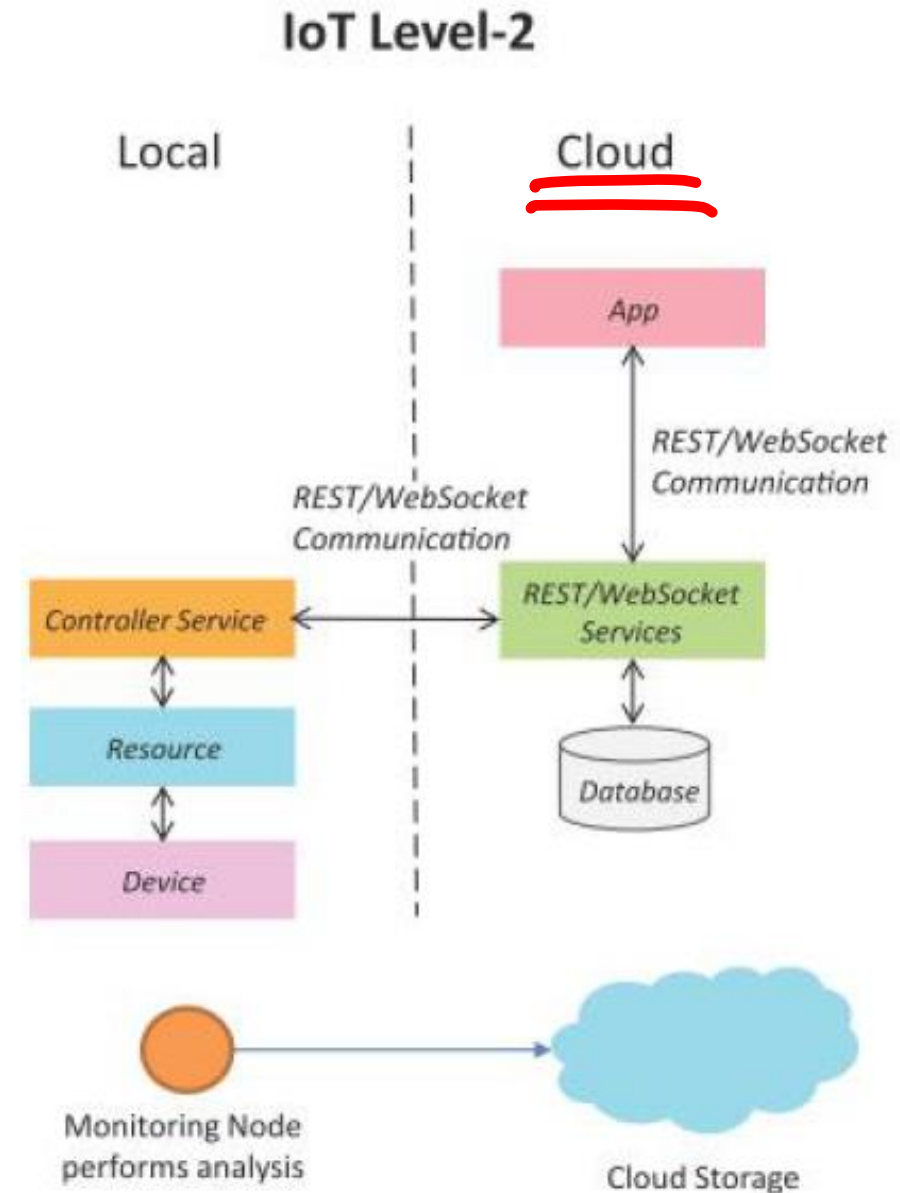 IoT Level-2
Local
Cloud
App
REST/WebSocket
Communication
REST/WebSocket
Communication
Controller Service
REST/WebSocket
Services
Resource
Database
Device
Monitoring Node
performs analysis
Cloud Storage